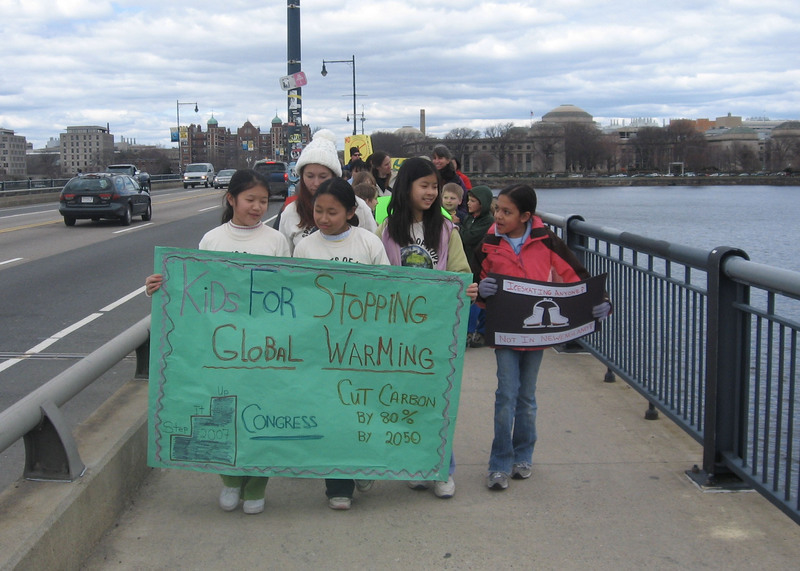 KiDS FOR STOPPING
GLOBAL WARMING
CUT CARBON
BY 80%
BY 2050
Step It Up
2007
CONGRESS
ICESKATING ANYONE?
NOT IN NEW ENGLAND